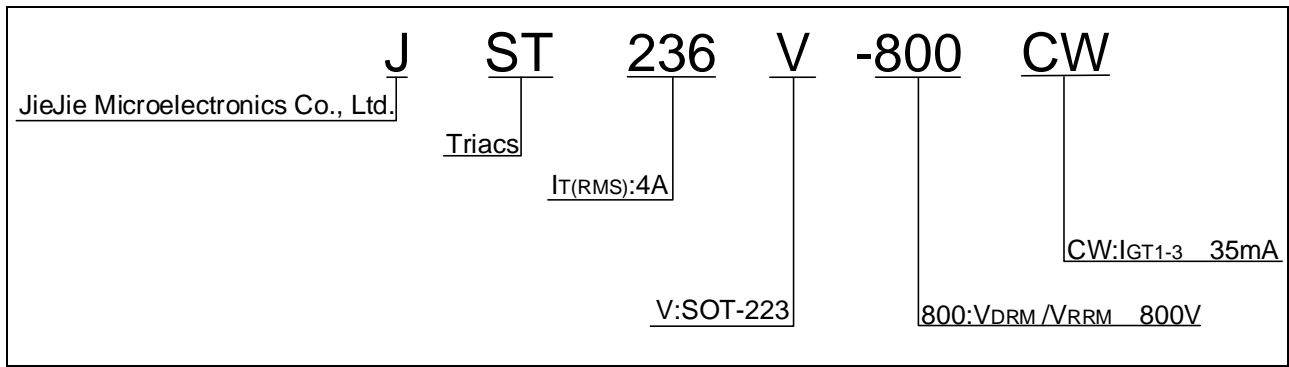 J ST 236 V -800 CW
JieJie Microelectronics Co., Ltd.
Triacs
IT(RMS):4A
CW:IGT1-3 35mA
V:SOT-223
800:VDRM /VRRM 800V